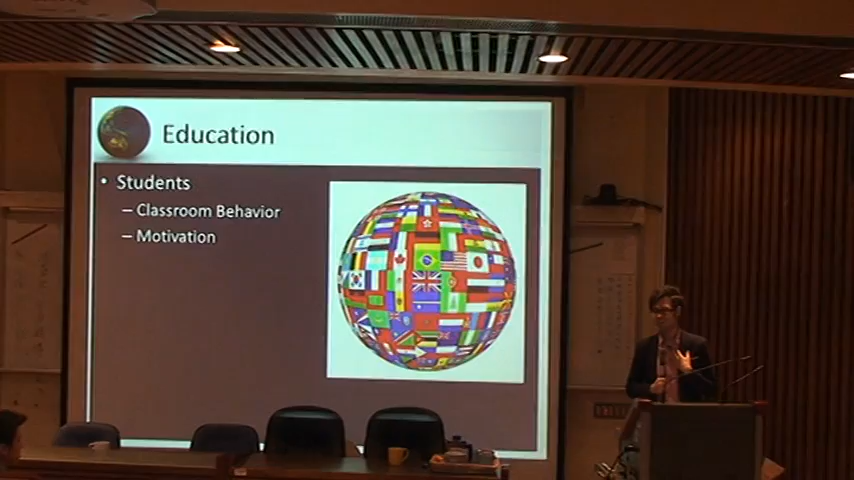 Education
• Students
– Classroom Behavior
– Motivation